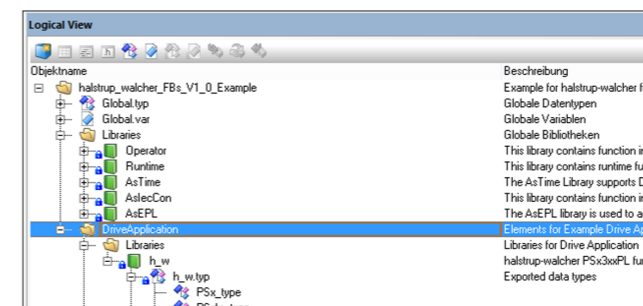 Logical View
Objektname Beschreibung
halstrup_walcher_FBs_V1_0_Example Example for halstrup-walcher
Global.typ Globale Datentypen
Global.var Globale Variablen
Libraries Globale Bibliotheken
Operator This library contains function
Runtime This library contains runtime
AsTime The AsTime Library supports
AsIecCon This library contains function
AsEPL The AsEPL library is used to
DriveApplication Elements for Example Drive
Libraries Libraries for Drive Application
h_w halstrup-walcher PSx3xxPL
h_w.typ Exported data types
PSx_type